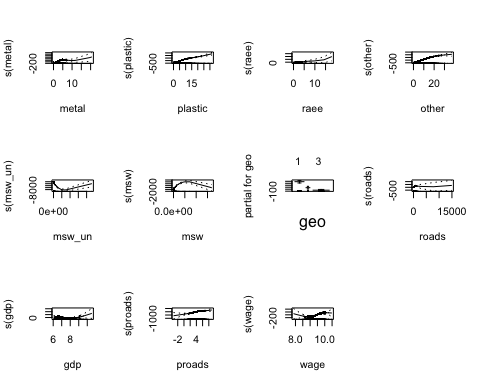 s(metal)
-200
0 10
metal
s(plastic)
-500
0 15
plastic
s(raee)
0
0 10
raee
s(other)
-500
0 20
other
s(msw_un)
-8000
0e+00
msw_un
s(msw)
-2000
0.0e+00
msw
partial for geo
-100
1 3
geo
s(roads)
-500
0 15000
roads
s(gdp)
0
6 8
gdp
s(proads)
-1000
-2 4
proads
s(wage)
-200
8.0 10.0
wage